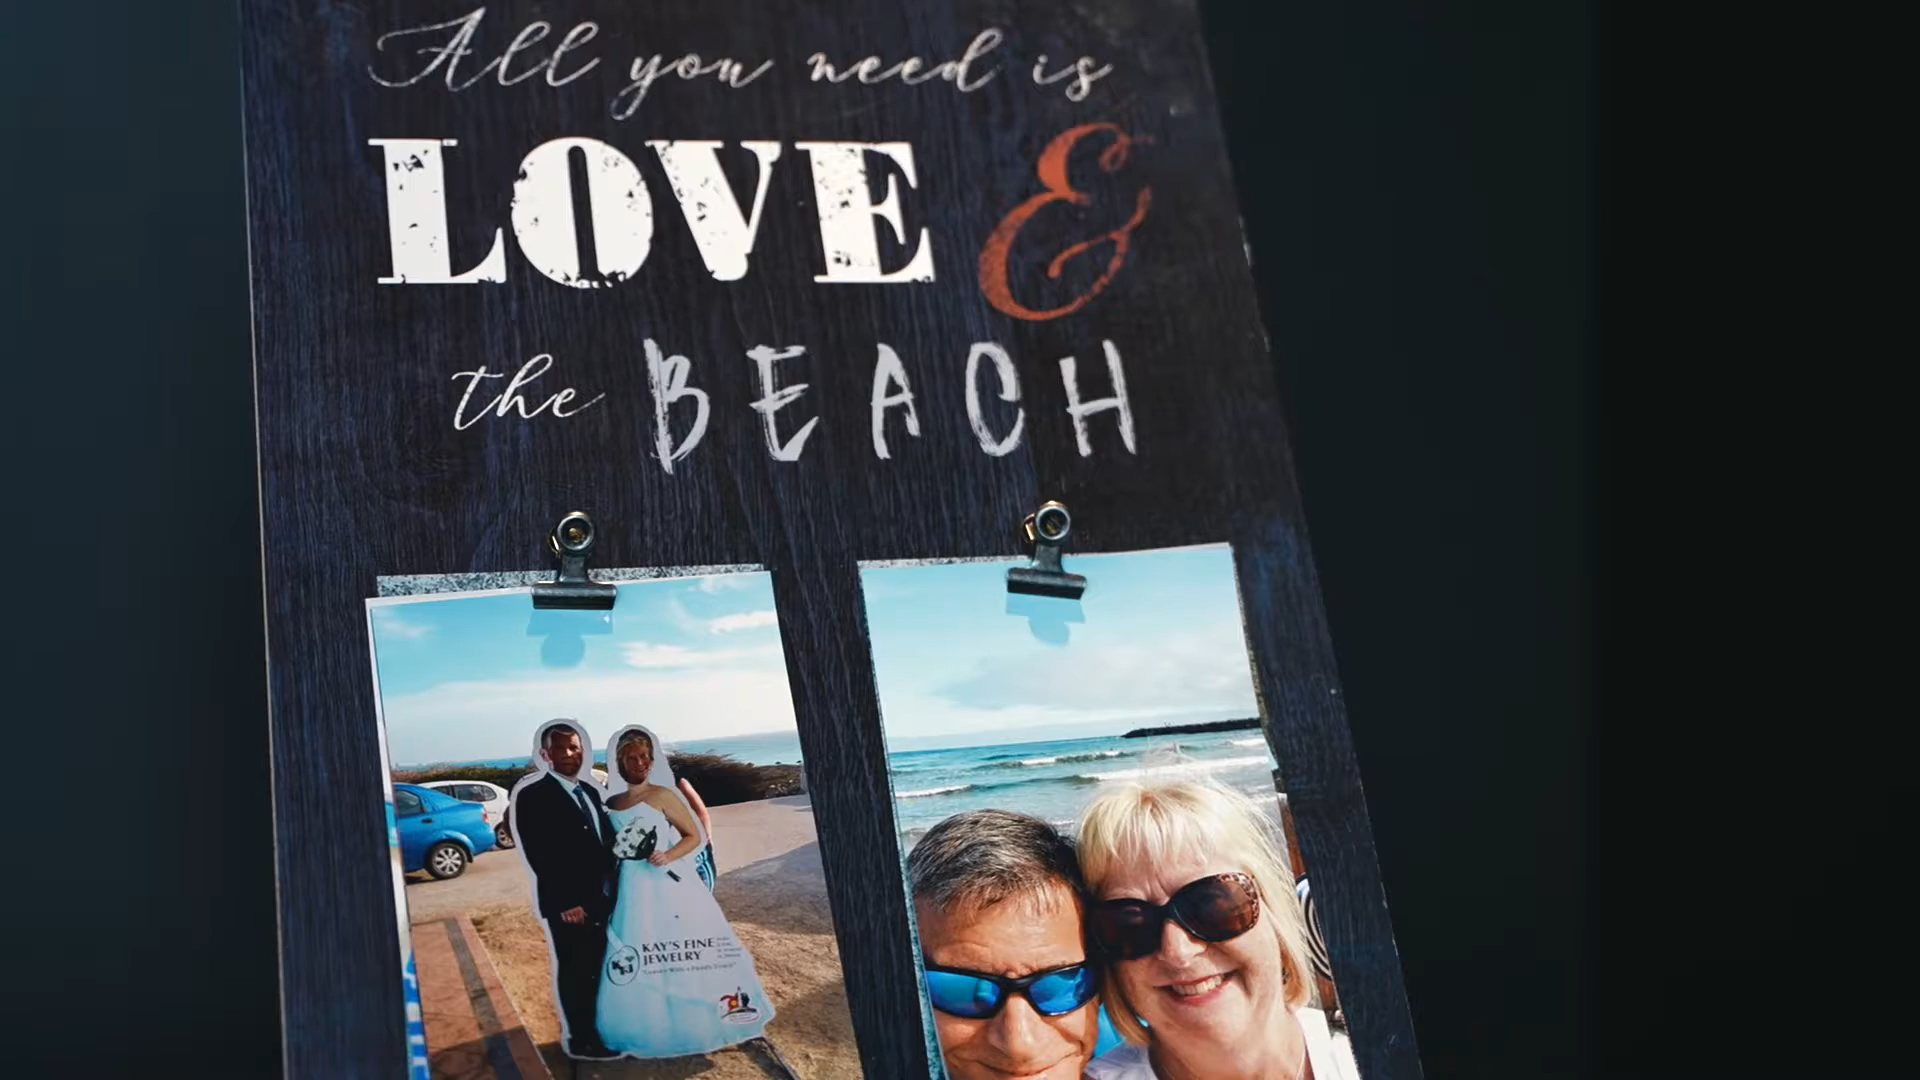 All you need is
LOVE &
the BEACH
KAY'S FINE
JEWELRY